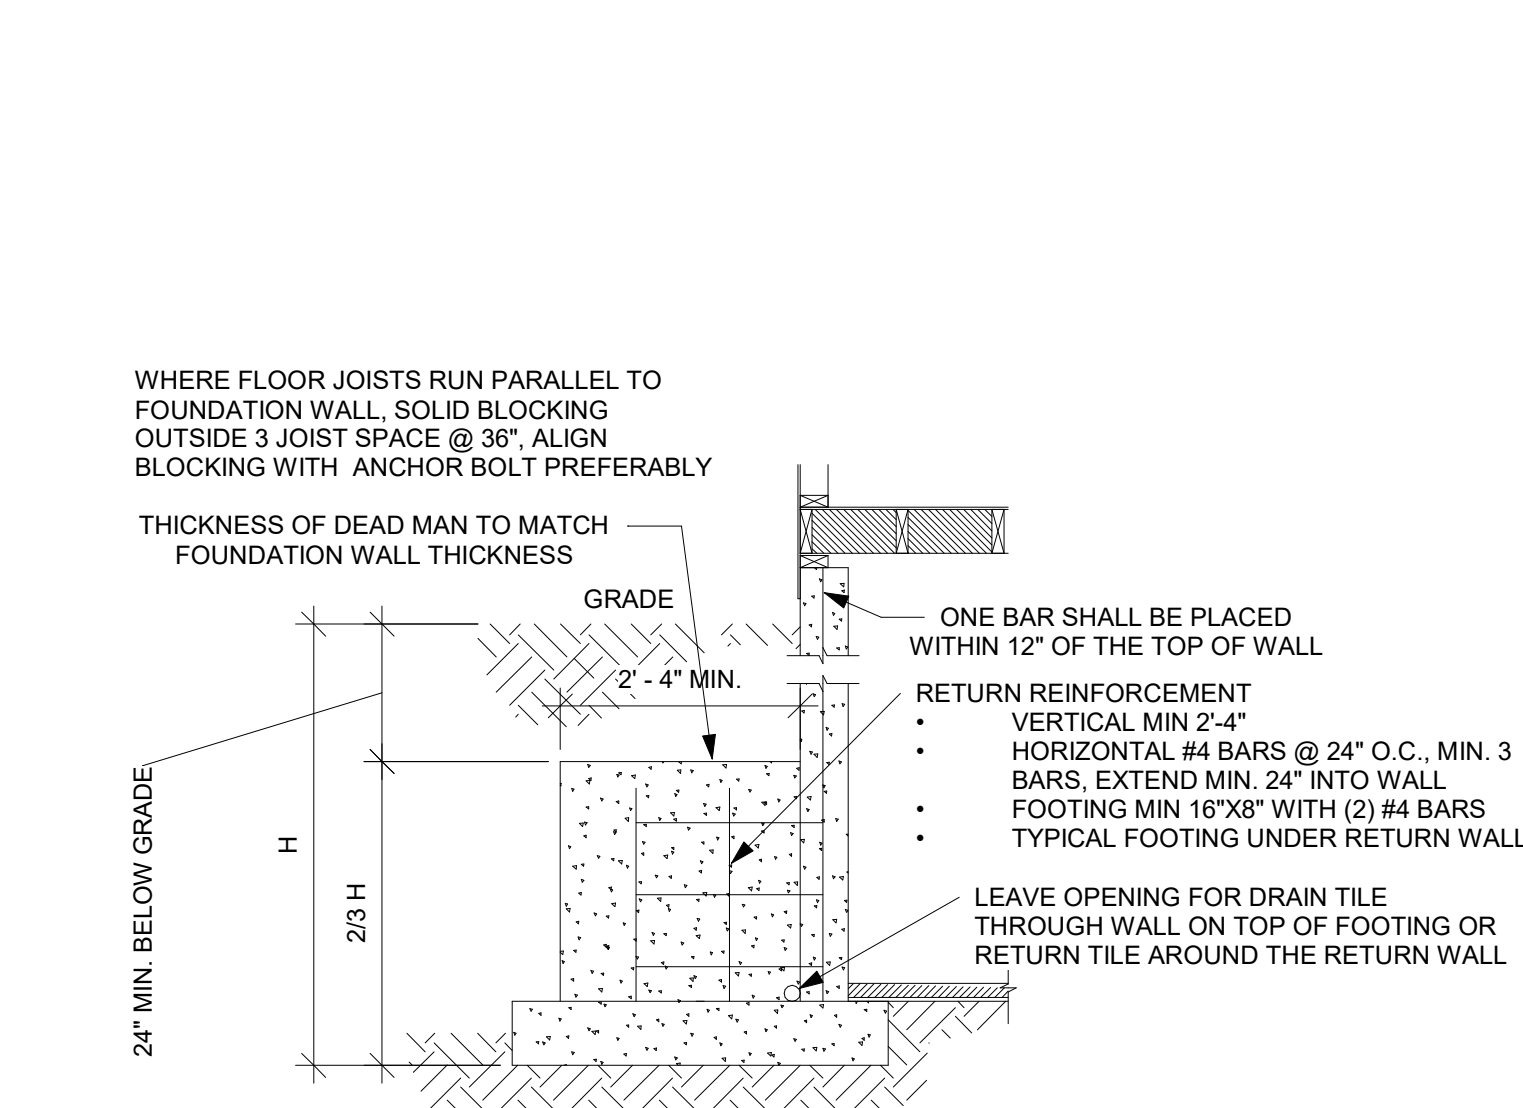 WHERE FLOOR JOISTS RUN PARALLEL TO
FOUNDATION WALL, SOLID BLOCKING
OUTSIDE 3 JOIST SPACE @ 36", ALIGN
BLOCKING WITH ANCHOR BOLT PREFERABLY
THICKNESS OF DEAD MAN TO MATCH
FOUNDATION WALL THICKNESS
GRADE
2' - 4" MIN.
24" MIN. BELOW GRADE
H
2/3 H
ONE BAR SHALL BE PLACED
WITHIN 12" OF THE TOP OF WALL
RETURN REINFORCEMENT
• VERTICAL MIN 2'-4"
• HORIZONTAL #4 BARS @ 24" O.C., MIN. 3
BARS, EXTEND MIN. 24" INTO WALL
• FOOTING MIN 16"X8" WITH (2) #4 BARS
• TYPICAL FOOTING UNDER RETURN WALL
LEAVE OPENING FOR DRAIN TILE
THROUGH WALL ON TOP OF FOOTING OR
RETURN TILE AROUND THE RETURN WALL